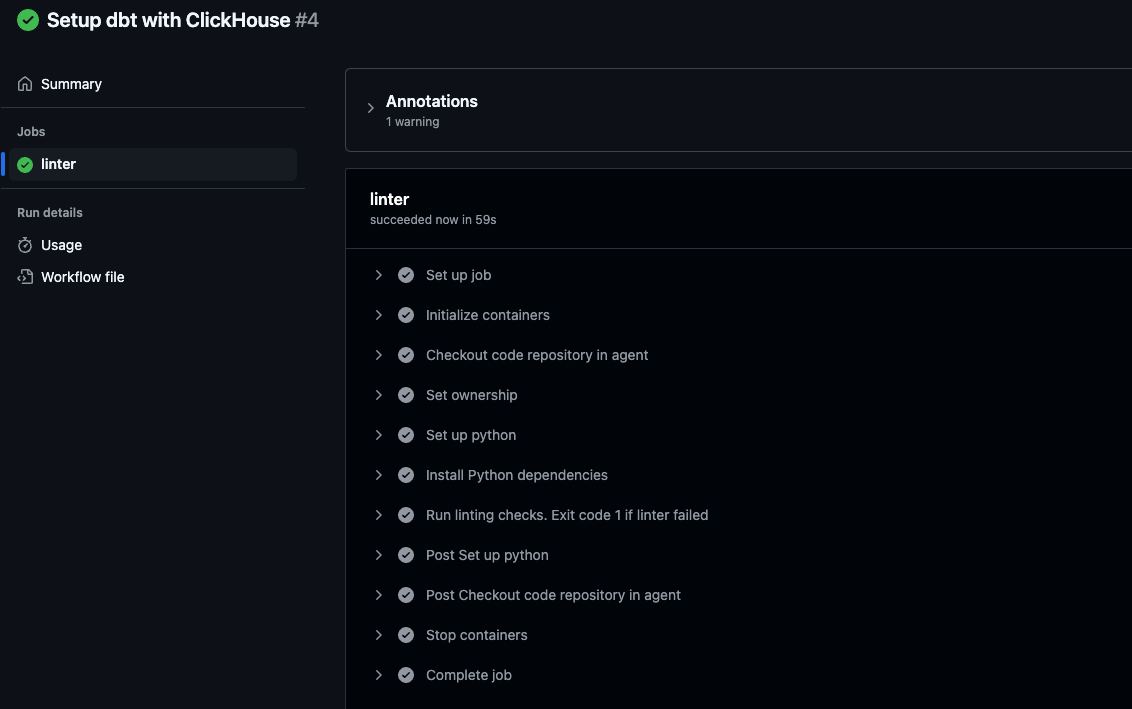 Setup dbt with ClickHouse #4
Summary
Jobs
linter
Run details
Usage
Workflow file
Annotations
1 warning
linter
succeeded now in 59s
Set up job
Initialize containers
Checkout code repository in agent
Set ownership
Set up python
Install Python dependencies
Run linting checks. Exit code 1 if linter failed
Post Set up python
Post Checkout code repository in agent
Stop containers
Complete job